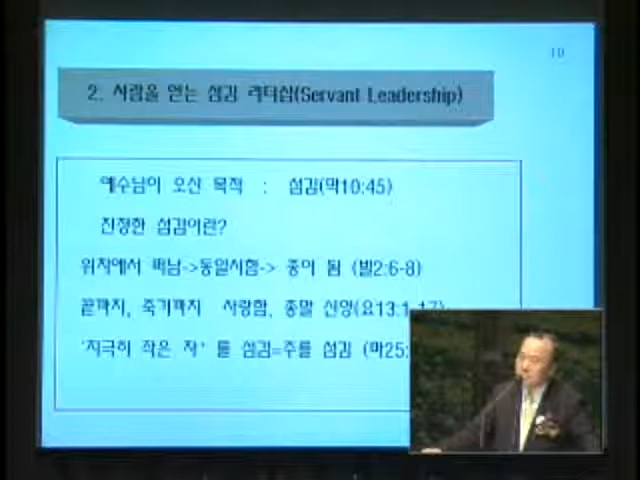 10
2. 사람을 얻는 섬김 리더십(Servant Leadership)
예수님이 오신 목적 : 섬김(막10:45)
진정한 섬김이란?
위치에서 떠남->동일시함-> 종이 됨 (빌2:6-8)
끝까지, 죽기까지 사랑함, 종말 신앙(요13:1-17)
'지극히 작은 자' 를 섬김=주를 섬김 (마25: